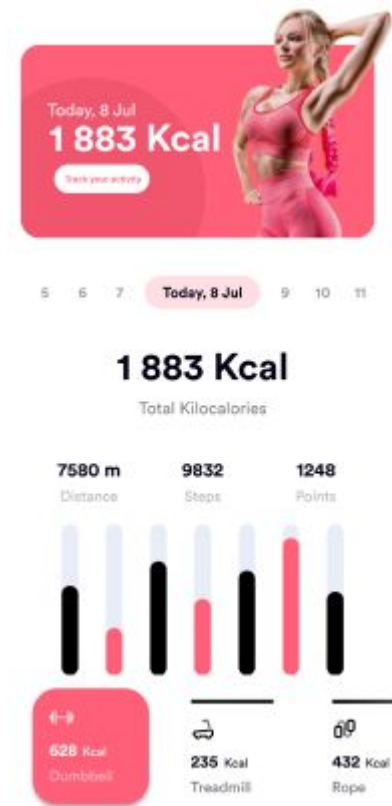 Today, 8 Jul
1 883 Kcal
Track your activity
5 6 7 Today, 8 Jul 9 10 11
1 883 Kcal
Total Kilocalories
7580 m 9832 1248
Distance Steps Points
628 Kcal
Dumbbell
235 Kcal
Treadmill
432 Kcal
Rope